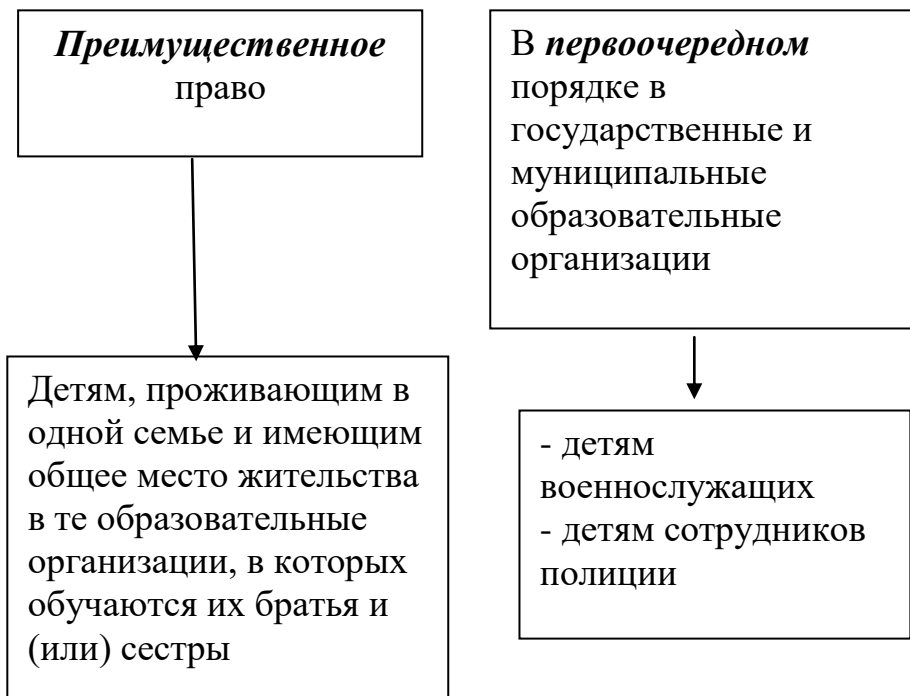 Преимущественное
право
В первоочередном
порядке в
государственные и
муниципальные
образовательные
организации
Детям, проживающим в
одной семье и имеющим
общее место жительства
в те образовательные
организации, в которых
обучаются их братья и
(или) сестры
- детям
военнослужащих
- детям сотрудников
полиции